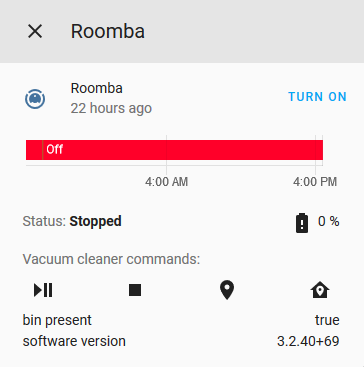 Roomba
Roomba
TURN ON
22 hours ago
Off
4:00 AM
4:00 PM
Status: Stopped
0 %
Vacuum cleaner commands:
bin present
true
software version
3.2.40+69